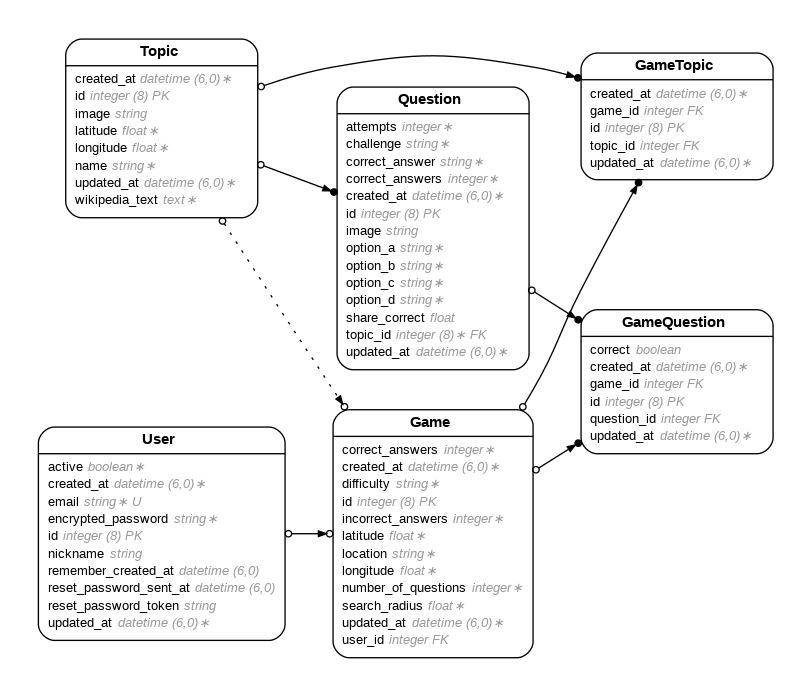 Topic
created_at datetime (6,0)∗
id integer (8) PK
image string
latitude float∗
longitude float∗
name string∗
updated_at datetime (6,0)∗
wikipedia_text text∗
Question
attempts integer∗
challenge string∗
correct_answer string∗
correct_answers integer∗
created_at datetime (6,0)∗
id integer (8) PK
image string
option_a string∗
option_b string∗
option_c string∗
option_d string∗
share_correct float
topic_id integer (8)∗ FK
updated_at datetime (6,0)∗
GameTopic
created_at datetime (6,0)∗
game_id integer FK
id integer (8) PK
topic_id integer FK
updated_at datetime (6,0)∗
GameQuestion
correct boolean
created_at datetime (6,0)∗
game_id integer FK
id integer (8) PK
question_id integer FK
updated_at datetime (6,0)∗
User
active boolean∗
created_at datetime (6,0)∗
email string∗ U
encrypted_password string∗
id integer (8) PK
nickname string
remember_created_at datetime (6,0)
reset_password_sent_at datetime (6,0)
reset_password_token string
updated_at datetime (6,0)∗
Game
correct_answers integer∗
created_at datetime (6,0)∗
difficulty string∗
id integer (8) PK
incorrect_answers integer∗
latitude float∗
location string∗
longitude float∗
number_of_questions integer∗
search_radius float∗
updated_at datetime (6,0)∗
user_id integer FK